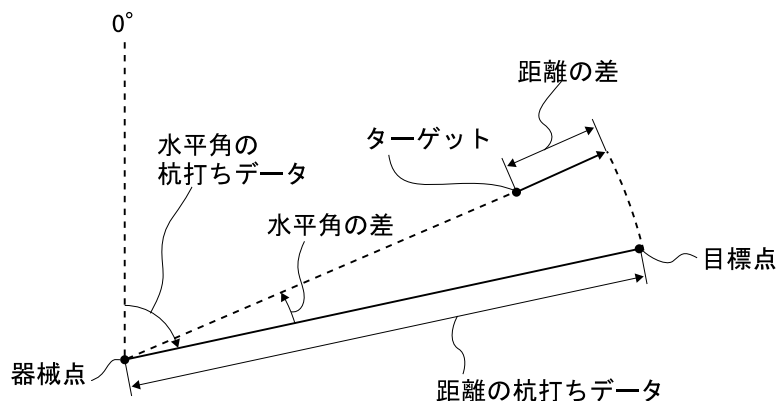 0°
距離の差
水平角の
杭打ちデータ
ターゲット
水平角の差
目標点
器械点
距離の杭打ちデータ